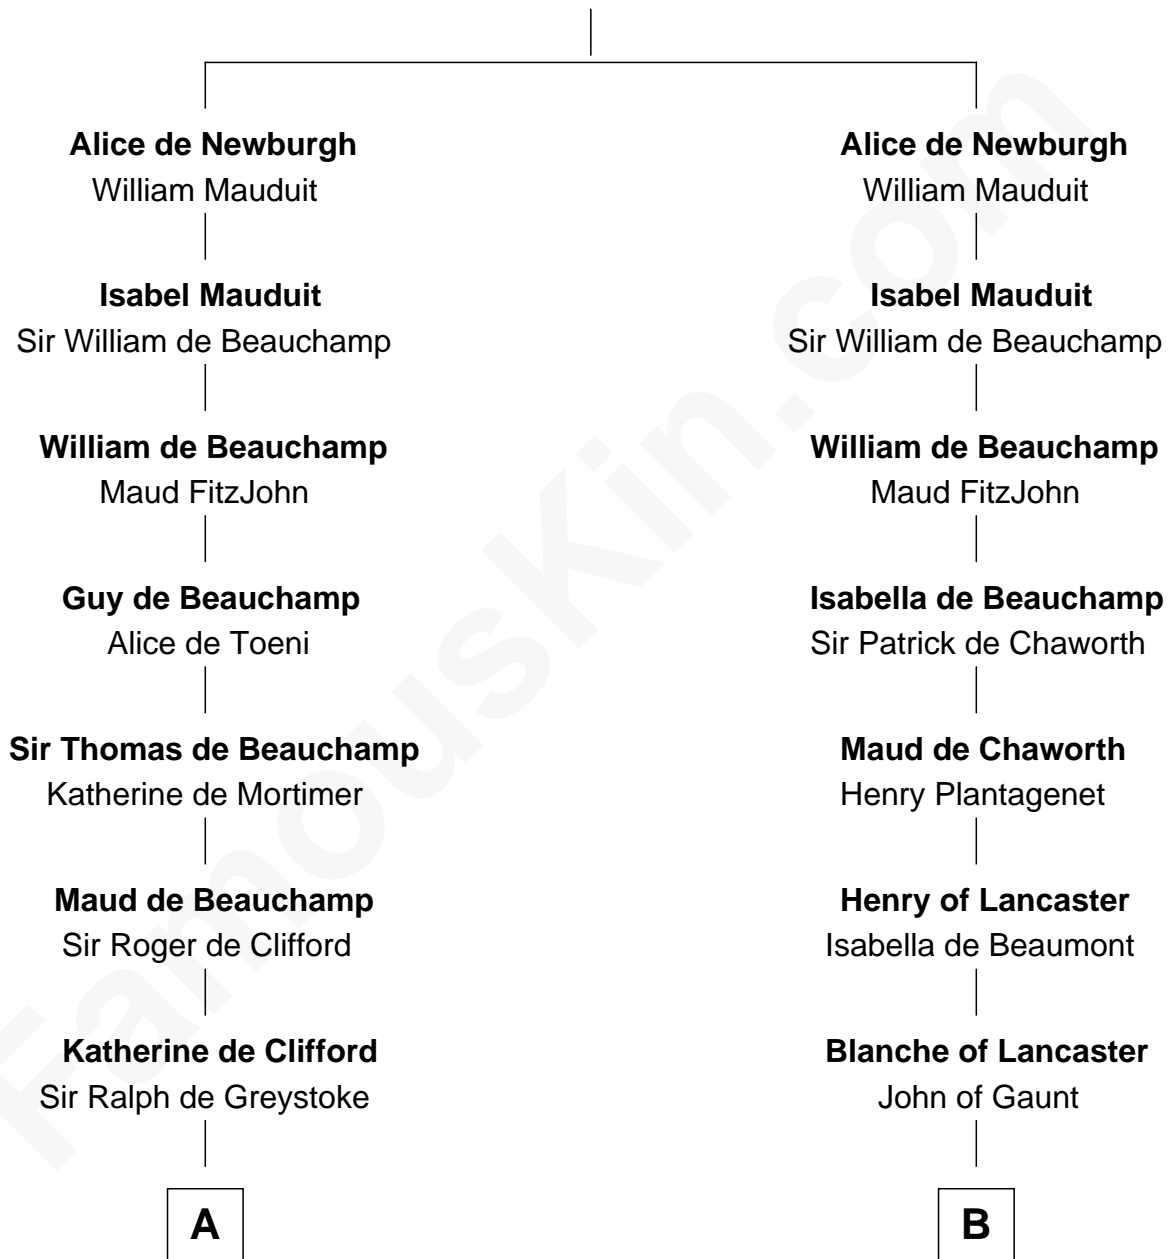 Alice de Newburgh
William Mauduit
Isabel Mauduit
Sir William de Beauchamp
William de Beauchamp
Maud FitzJohn
Guy de Beauchamp
Alice de Toeni
Sir Thomas de Beauchamp
Katherine de Mortimer
Maud de Beauchamp
Sir Roger de Clifford
Katherine de Clifford
Sir Ralph de Greystoke
A
Alice de Newburgh
William Mauduit
Isabel Mauduit
Sir William de Beauchamp
William de Beauchamp
Maud FitzJohn
Isabella de Beauchamp
Sir Patrick de Chaworth
Maud de Chaworth
Henry Plantagenet
Henry of Lancaster
Isabella de Beaumont
Blanche of Lancaster
John of Gaunt
B
FamousKin.com